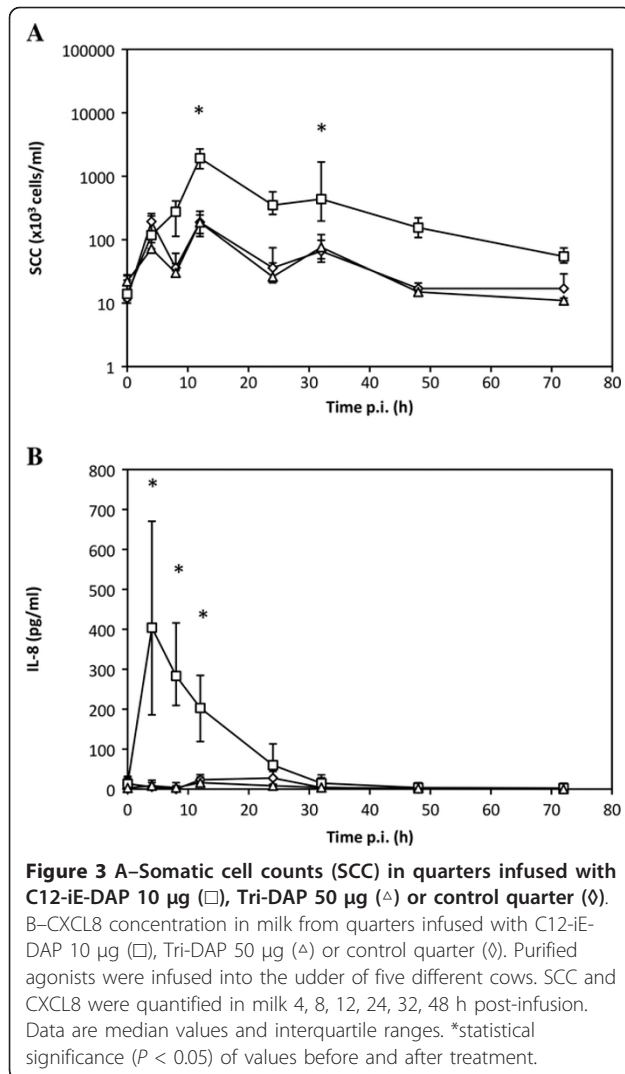 A
100000
10000
1000
100
10
1
SCC (x10³ cells/ml)
*
*
0 10 20 30 40 50 60 70 80
Time p.i. (h)
B
800
700
600
500
400
300
200
100
0
IL-8 (pg/ml)
*
*
*
0 10 20 30 40 50 60 70 80
Time p.i. (h)
Figure 3 A–Somatic cell counts (SCC) in quarters infused with
C12-iE-DAP 10 μg (□), Tri-DAP 50 μg (△) or control quarter (◊).
B–CXCL8 concentration in milk from quarters infused with C12-iE-
DAP 10 μg (□), Tri-DAP 50 μg (△) or control quarter (◊). Purified
agonists were infused into the udder of five different cows. SCC and
CXCL8 were quantified in milk 4, 8, 12, 24, 32, 48 h post-infusion.
Data are median values and interquartile ranges. *statistical
significance (P < 0.05) of values before and after treatment.